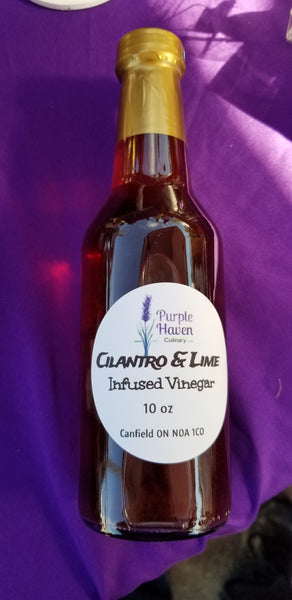 Purple
Haven
Culinary
CILANTRO & LIME
Infused Vinegar
10 oz
Canfield ON N0A 1C0